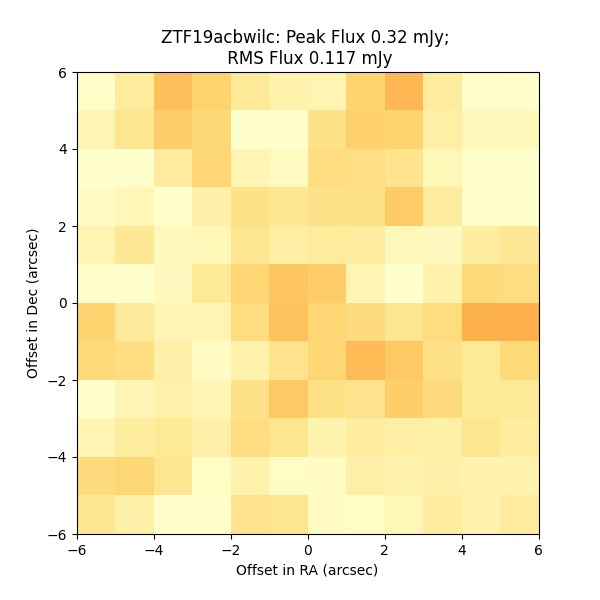 ZTF19acbwilc: Peak Flux 0.32 mJy;
RMS Flux 0.117 mJy
6
4
2
0
−2
−4
−6
Offset in Dec (arcsec)
−6 −4 −2 0 2 4 6
Offset in RA (arcsec)